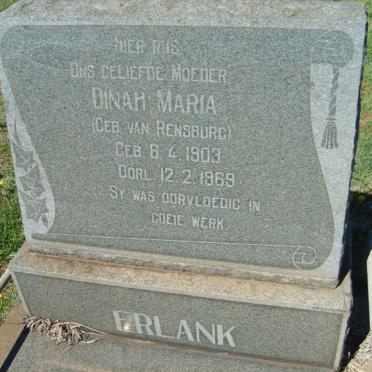 HIER RUS
ONS GELIEFDE MOEDER
DINAH MARIA
(GEB VAN RENSBURG)
GEB 6.4.1903
OORL. 12.2.1969
SY WAS OORVLOEDIG IN
GOEIE WERK.
ERLANK